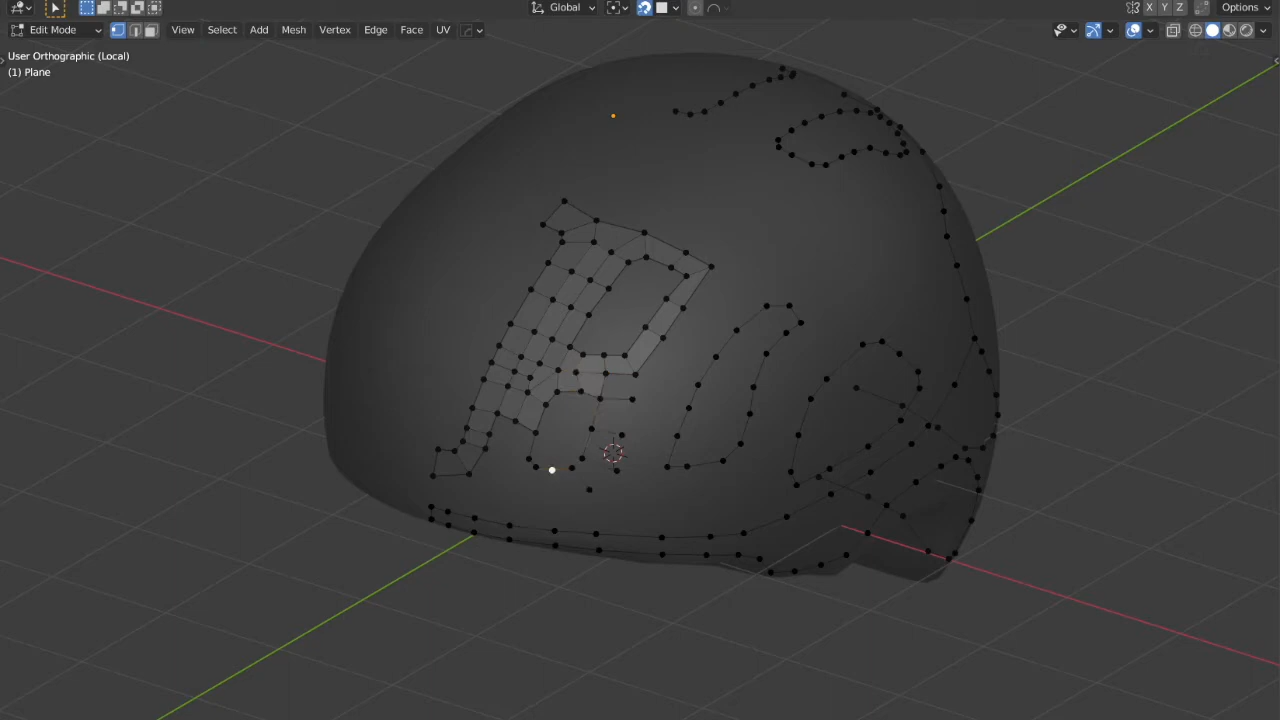 Global
X Y Z
Options
Edit Mode
View Select Add Mesh Vertex Edge Face UV
User Orthographic (Local)
(1) Plane